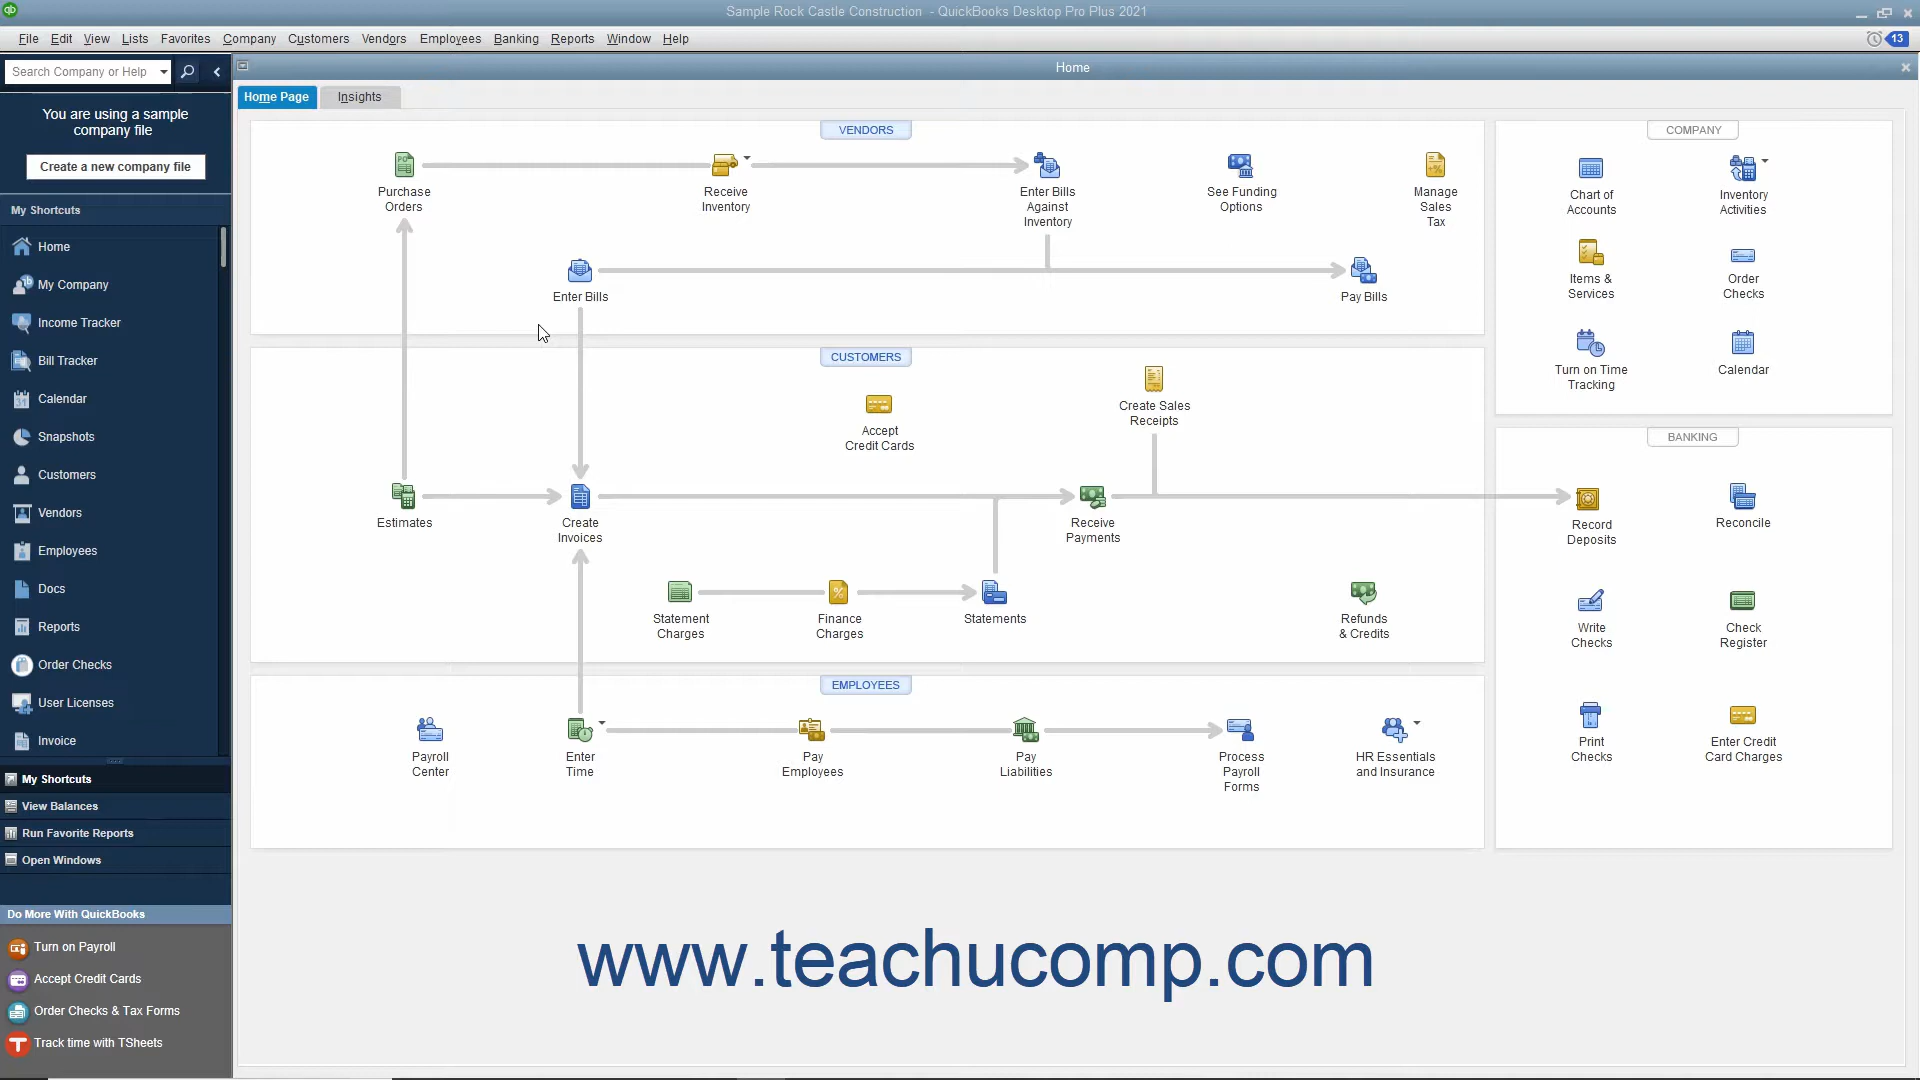 Sample Rock Castle Construction - QuickBooks Desktop Pro Plus 2021
File Edit View Lists Favorites Company Customers Vendors Employees Banking Reports Window Help
13
Search Company or Help
Home
You are using a sample
company file
Create a new company file
My Shortcuts
Home
My Company
Income Tracker
Bill Tracker
Calendar
Snapshots
Customers
Vendors
Employees
Docs
Reports
Order Checks
User Licenses
Invoice
My Shortcuts
View Balances
Run Favorite Reports
Open Windows
Do More With QuickBooks
Turn on Payroll
Accept Credit Cards
Order Checks & Tax Forms
Track time with TSheets
Home Page
Insights
VENDORS
Purchase
Orders
Receive
Inventory
Enter Bills
Against
Inventory
See Funding
Options
Manage
Sales
Tax
Enter Bills
Pay Bills
CUSTOMERS
Accept
Credit Cards
Create Sales
Receipts
Estimates
Create
Invoices
Receive
Payments
Statement
Charges
Finance
Charges
Statements
Refunds
& Credits
EMPLOYEES
Payroll
Center
Enter
Time
Pay
Employees
Pay
Liabilities
Process
Payroll
Forms
HR Essentials
and Insurance
COMPANY
Chart of
Accounts
Inventory
Activities
Items &
Services
Order
Checks
Turn on Time
Tracking
Calendar
BANKING
Record
Deposits
Reconcile
Write
Checks
Check
Register
Print
Checks
Enter Credit
Card Charges
www.teachucomp.com